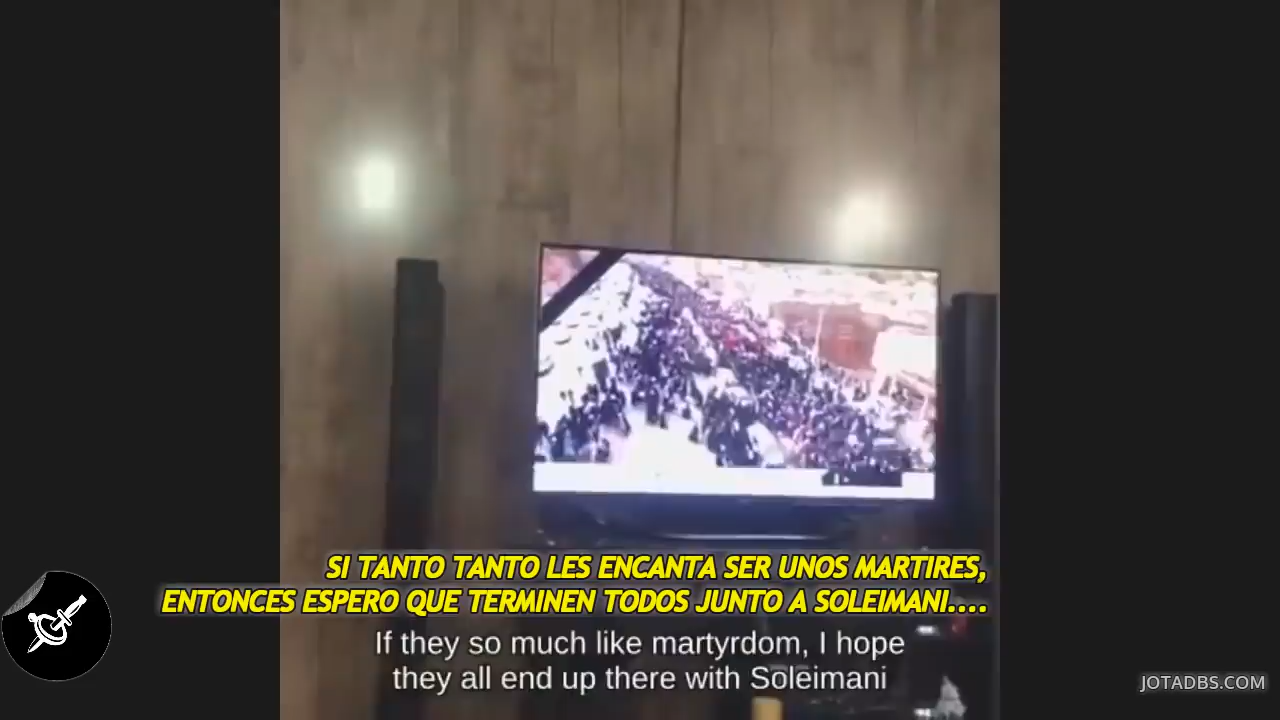 SI TANTO TANTO LES ENCANTA SER UNOS MARTIRES,
ENTONCES ESPERO QUE TERMINEN TODOS JUNTO A SOLEIMANI....
If they so much like martyrdom, I hope
they all end up there with Soleimani
JOTADBS.COM